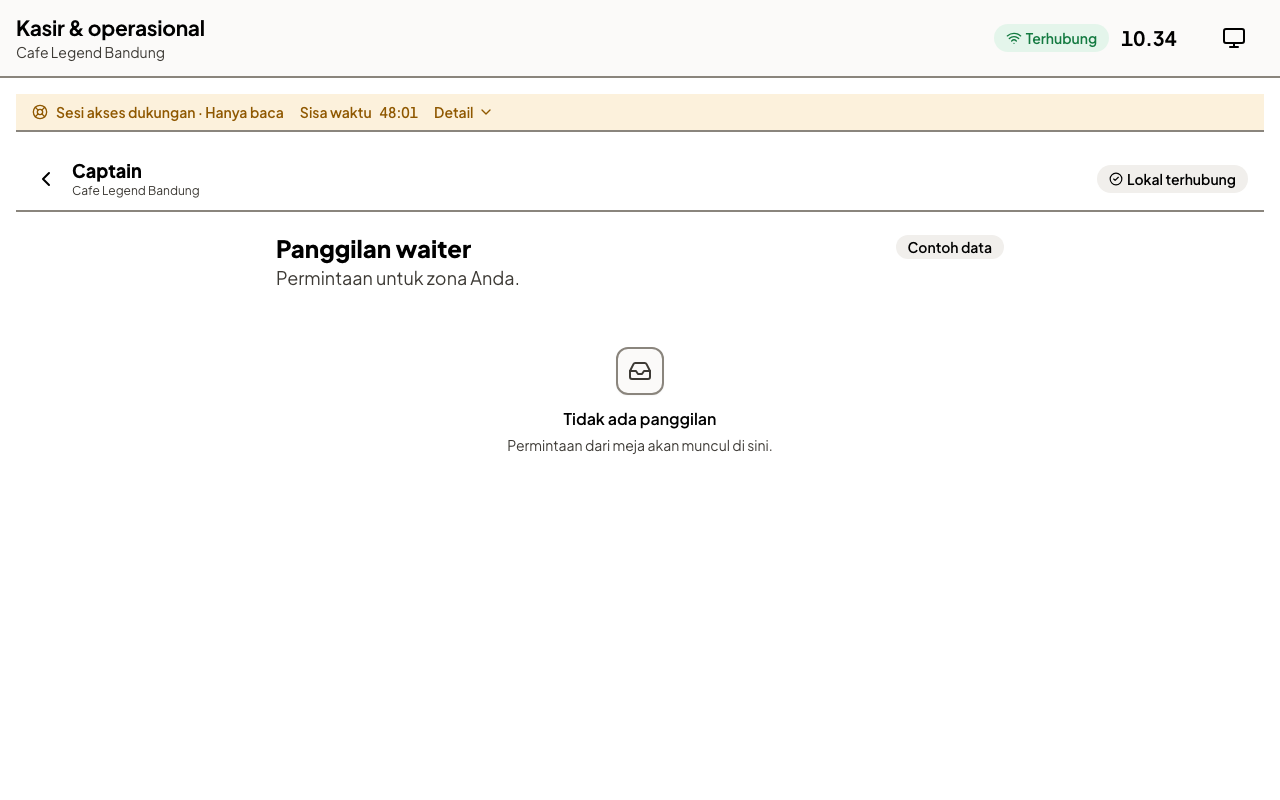 Kasir & operasional
Cafe Legend Bandung
Terhubung
10.34
Sesi akses dukungan · Hanya baca Sisa waktu 48:01 Detail
Captain
Cafe Legend Bandung
Lokal terhubung
Panggilan waiter
Contoh data
Permintaan untuk zona Anda.
Tidak ada panggilan
Permintaan dari meja akan muncul di sini.